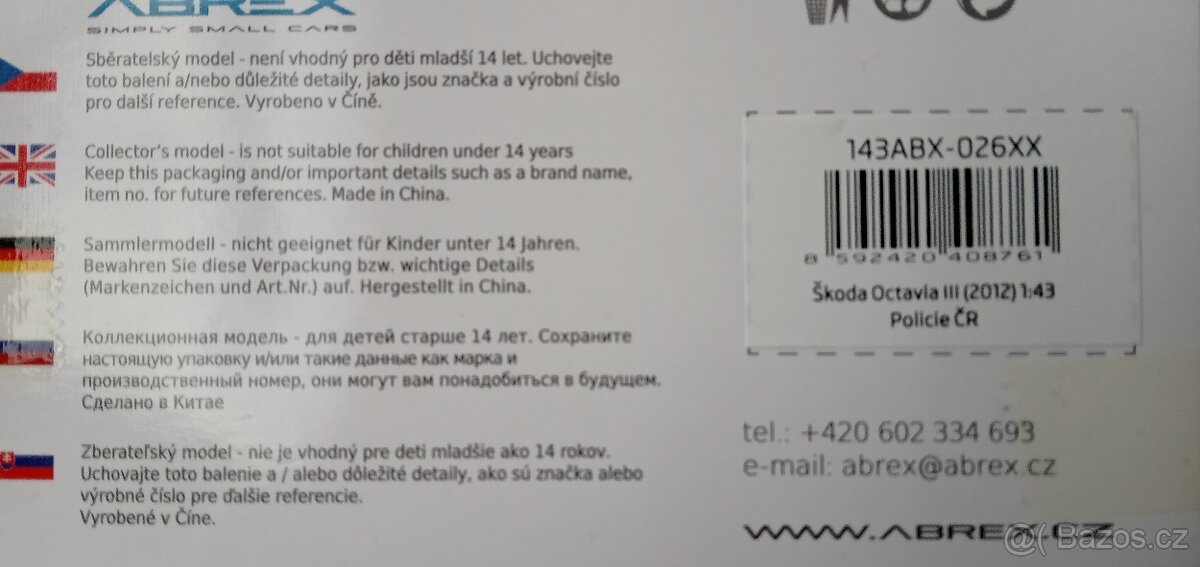 ABREX
SIMPLY SMALL CARS
Sběratelský model - není vhodný pro děti mladší 14 let. Uchovejte
toto balení a/nebo důležité detaily, jako jsou značka a výrobní číslo
pro další reference. Vyrobeno v Číně.
Collector's model - is not suitable for children under 14 years
Keep this packaging and/or important details such as a brand name,
item no. for future references. Made in China.
Sammlermodell - nicht geeignet für Kinder unter 14 Jahren.
Bewahren Sie diese Verpackung bzw. wichtige Details
(Markenzeichen und Art.Nr.) auf. Hergestellt in China.
Коллекционная модель - для детей старше 14 лет. Сохраните
настоящую упаковку и/или такие данные как марка и
производственный номер, они могут вам понадобиться в будущем.
Сделано в Китае
Zberateľský model - nie je vhodný pre deti mladšie ako 14 rokov.
Uchovajte toto balenie a / alebo dôležité detaily, ako sú značka alebo
výrobné číslo pre ďalšie referencie.
Vyrobené v Číne.
143ABX-026XX
8 592420 408761
Škoda Octavia III (2012) 1:43
Policie ČR
tel.: +420 602 334 693
e-mail: abrex@abrex.cz
WWW.ABREX.CZ
Bazos.cz